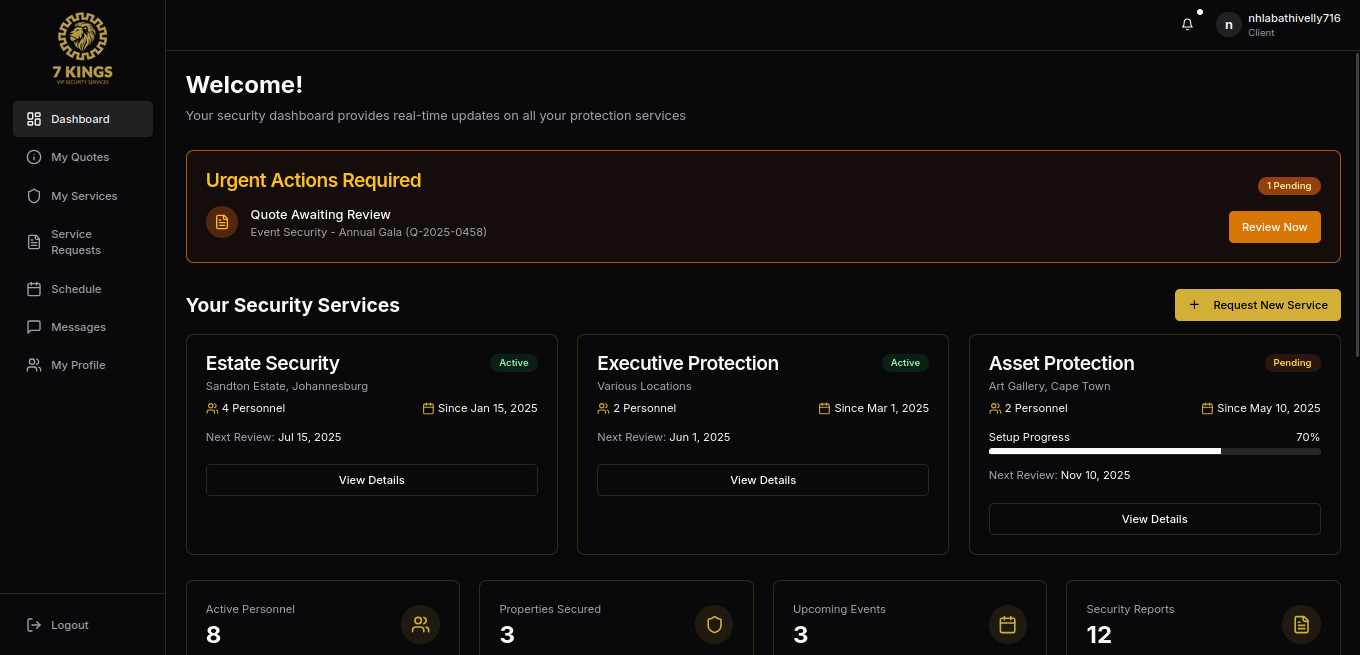 7 KINGS
VIP SECURITY SERVICES
Dashboard
My Quotes
My Services
Service
Requests
Schedule
Messages
My Profile
Logout
n
nhlabathivelly716
Client
Welcome!
Your security dashboard provides real-time updates on all your protection services
Urgent Actions Required
1 Pending
Quote Awaiting Review
Event Security - Annual Gala (Q-2025-0458)
Review Now
Your Security Services
+ Request New Service
Estate Security
Active
Sandton Estate, Johannesburg
4 Personnel
Since Jan 15, 2025
Next Review: Jul 15, 2025
View Details
Executive Protection
Active
Various Locations
2 Personnel
Since Mar 1, 2025
Next Review: Jun 1, 2025
View Details
Asset Protection
Pending
Art Gallery, Cape Town
2 Personnel
Since May 10, 2025
Setup Progress
70%
Next Review: Nov 10, 2025
View Details
Active Personnel
8
Properties Secured
3
Upcoming Events
3
Security Reports
12